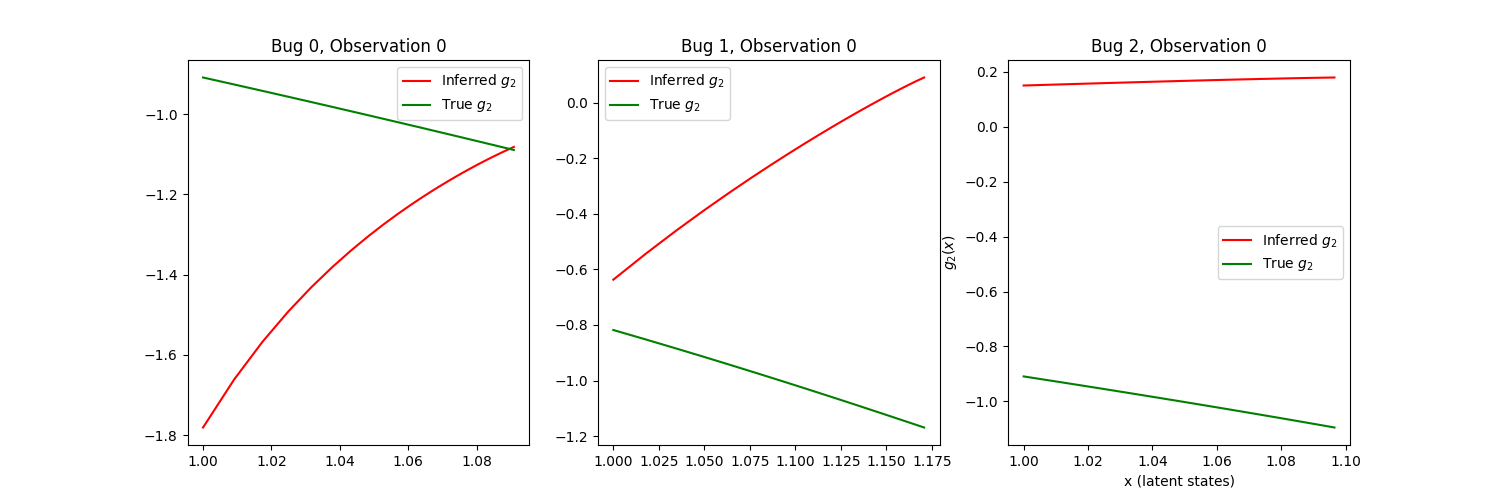 Bug 0, Observation 0
Inferred g₂
True g₂
−1.0
−1.2
−1.4
−1.6
−1.8
1.00 1.02 1.04 1.06 1.08
Bug 1, Observation 0
Inferred g₂
True g₂
0.0
−0.2
−0.4
−0.6
−0.8
−1.0
−1.2
1.000 1.025 1.050 1.075 1.100 1.125 1.150 1.175
Bug 2, Observation 0
g₂(x)
0.2
0.0
−0.2
−0.4
−0.6
−0.8
−1.0
Inferred g₂
True g₂
1.00 1.02 1.04 1.06 1.08 1.10
x (latent states)